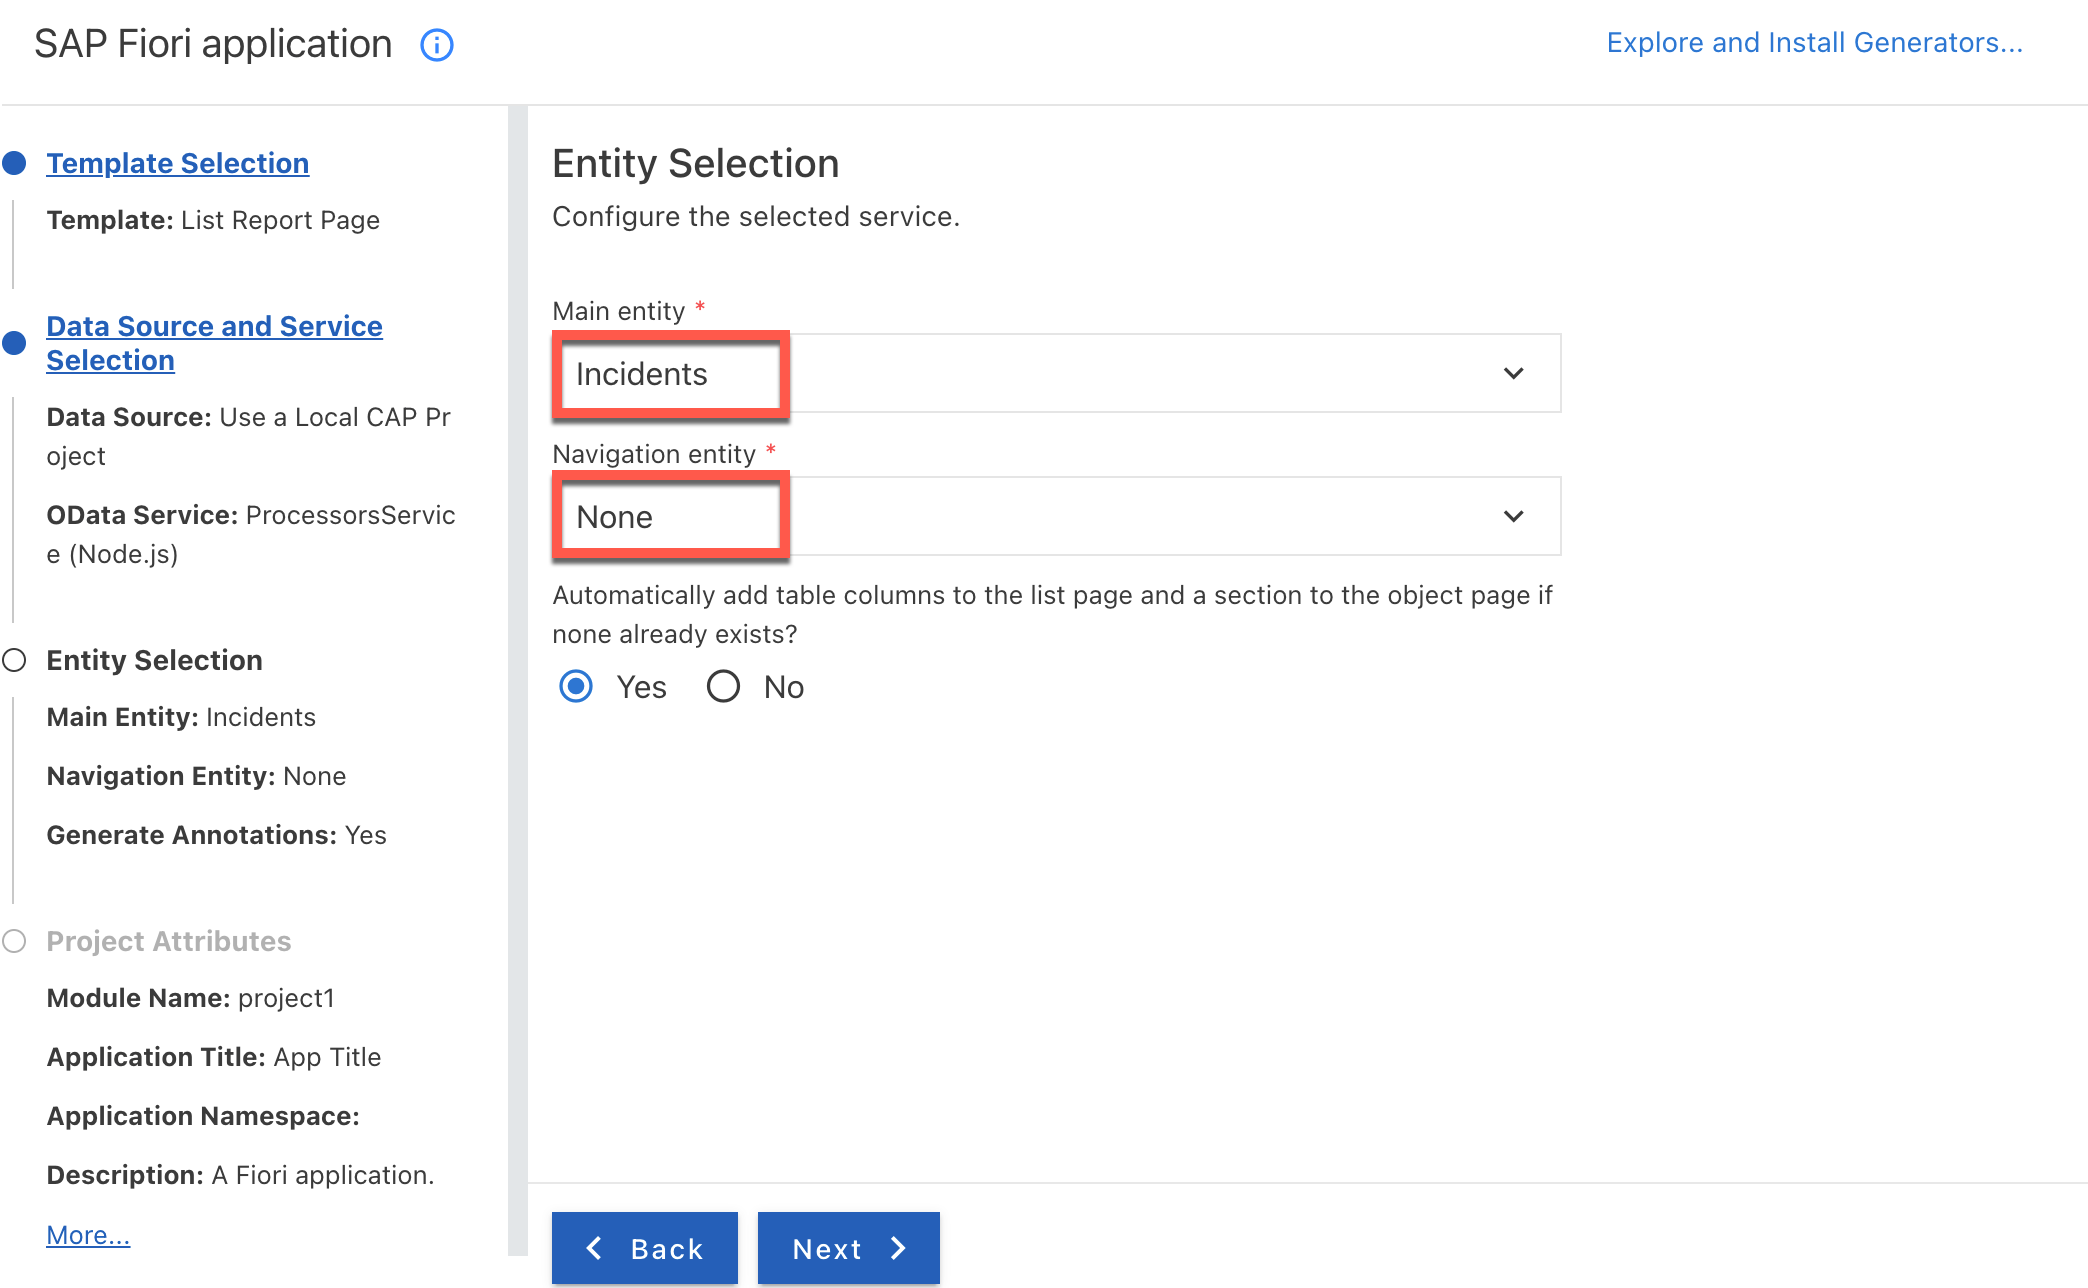 SAP Fiori application
Explore and Install Generators...
Template Selection
Template: List Report Page
Data Source and Service
Selection
Data Source: Use a Local CAP Pr
oject
OData Service: ProcessorsServic
e (Node.js)
Entity Selection
Main Entity: Incidents
Navigation Entity: None
Generate Annotations: Yes
Project Attributes
Module Name: project1
Application Title: App Title
Application Namespace:
Description: A Fiori application.
More...
Entity Selection
Configure the selected service.
Main entity *
Incidents
Navigation entity *
None
Automatically add table columns to the list page and a section to the object page if
none already exists?
Yes No
Back Next